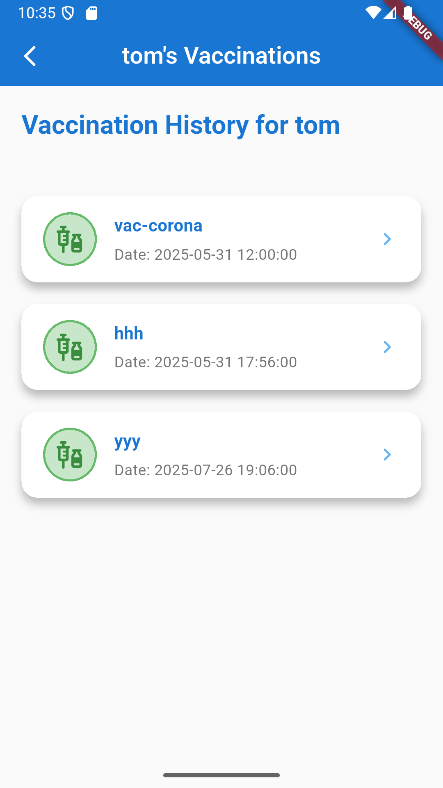 10:35
DEBUG
tom's Vaccinations
Vaccination History for tom
vac-corona
Date: 2025-05-31 12:00:00
hhh
Date: 2025-05-31 17:56:00
yyy
Date: 2025-07-26 19:06:00